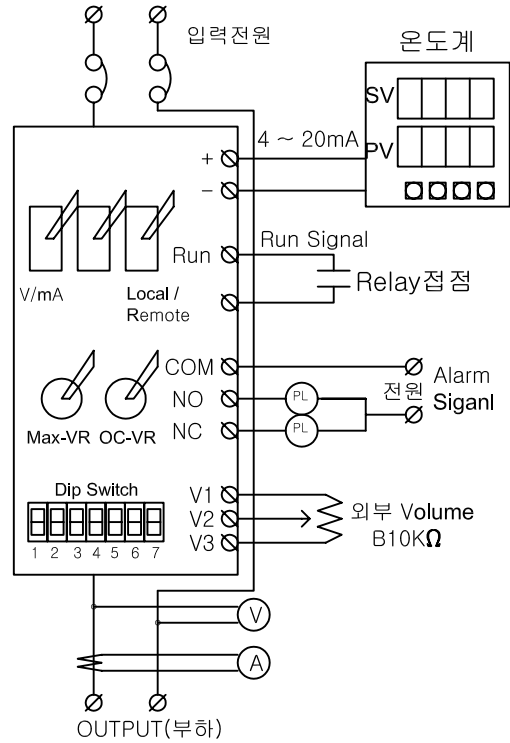 입력전원
온도계
SV
PV
4 ~ 20mA
+
−
V/mA
Local /
Remote
Run
Run Signal
Relay접점
COM
NO
NC
PL
PL
전원
Alarm
Siganl
Max-VR
OC-VR
Dip Switch
1 2 3 4 5 6 7
V1
V2
V3
외부 Volume
B10KΩ
V
A
OUTPUT(부하)